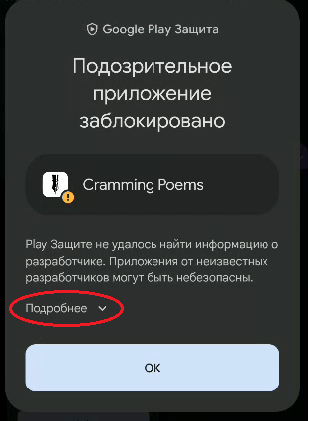 Google Play Защита
Подозрительное
приложение
заблокировано
Cramming Poems
Play Защите не удалось найти информацию о
разработчике. Приложения от неизвестных
разработчиков могут быть небезопасны.
Подробнее
ОК